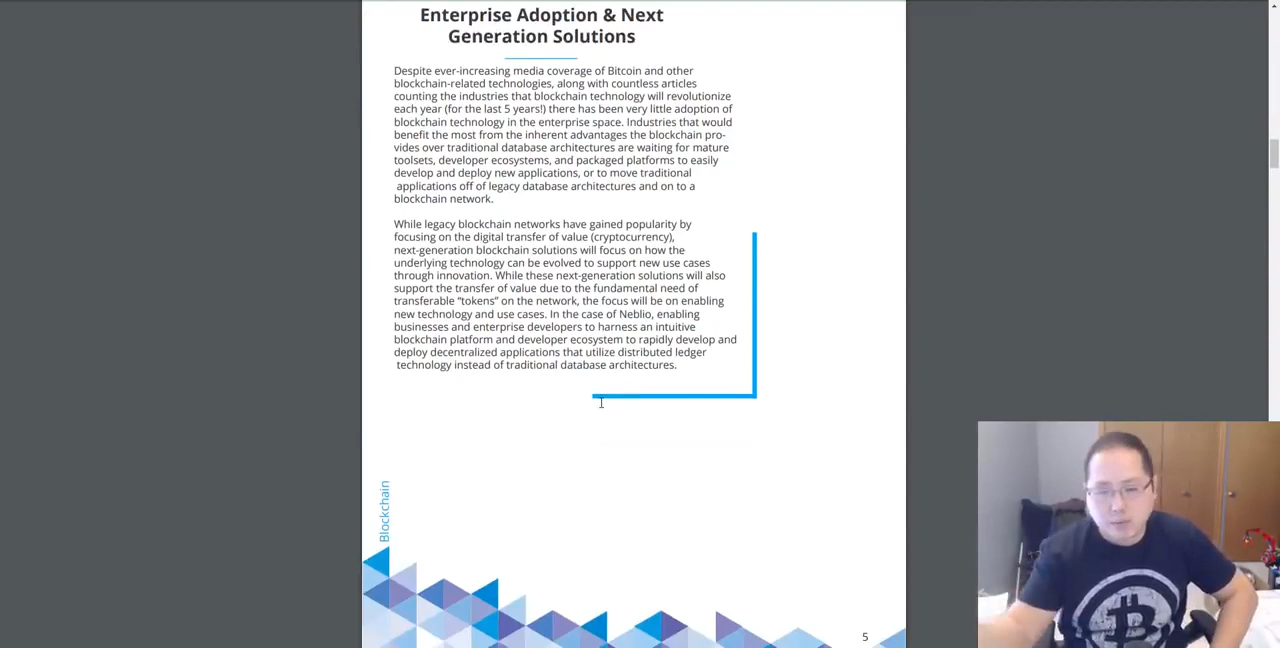 Enterprise Adoption & Next
Generation Solutions
Despite ever-increasing media coverage of Bitcoin and other
blockchain-related technologies, along with countless articles
counting the industries that blockchain technology will revolutionize
each year (for the last 5 years!) there has been very little adoption of
blockchain technology in the enterprise space. Industries that would
benefit the most from the inherent advantages the blockchain pro-
vides over traditional database architectures are waiting for mature
toolsets, developer ecosystems, and packaged platforms to easily
develop and deploy new applications, or to move traditional
applications off of legacy database architectures and on to a
blockchain network.
While legacy blockchain networks have gained popularity by
focusing on the digital transfer of value (cryptocurrency),
next-generation blockchain solutions will focus on how the
underlying technology can be evolved to support new use cases
through innovation. While these next-generation solutions will also
support the transfer of value due to the fundamental need of
transferable “tokens” on the network, the focus will be on enabling
new technology and use cases. In the case of Neblio, enabling
businesses and enterprise developers to harness an intuitive
blockchain platform and developer ecosystem to rapidly develop and
deploy decentralized applications that utilize distributed ledger
technology instead of traditional database architectures.
Blockchain
5